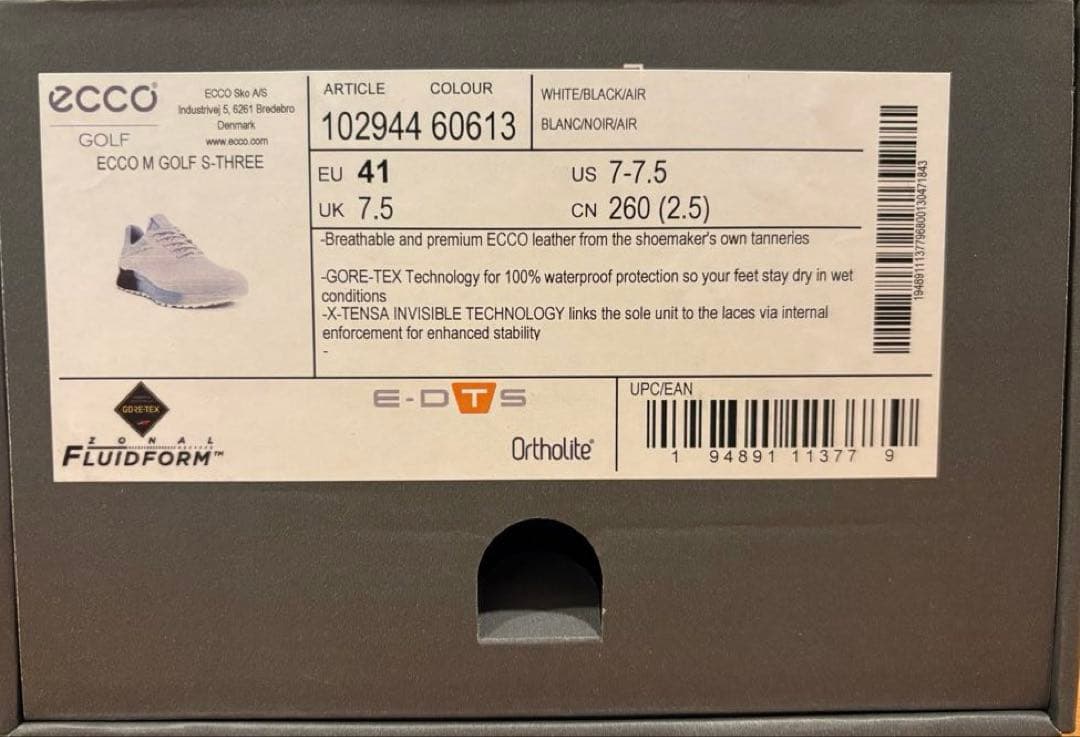 ecco
GOLF
ECCO Sko A/S
Industrivej 5, 6261 Bredebro
Denmark
www.ecco.com
ECCO M GOLF S-THREE
ARTICLE COLOUR
102944 60613
WHITE/BLACK/AIR
BLANC/NOIR/AIR
EU 41
US 7-7.5
UK 7.5
CN 260 (2.5)
-Breathable and premium ECCO leather from the shoemaker's own tanneries
-GORE-TEX Technology for 100% waterproof protection so your feet stay dry in wet
conditions
-X-TENSA INVISIBLE TECHNOLOGY links the sole unit to the laces via internal
enforcement for enhanced stability
-
GORE-TEX
ZONAL
FLUIDFORM™
E-DTS
Ortholite®
UPC/EAN
1 94891 11377 9